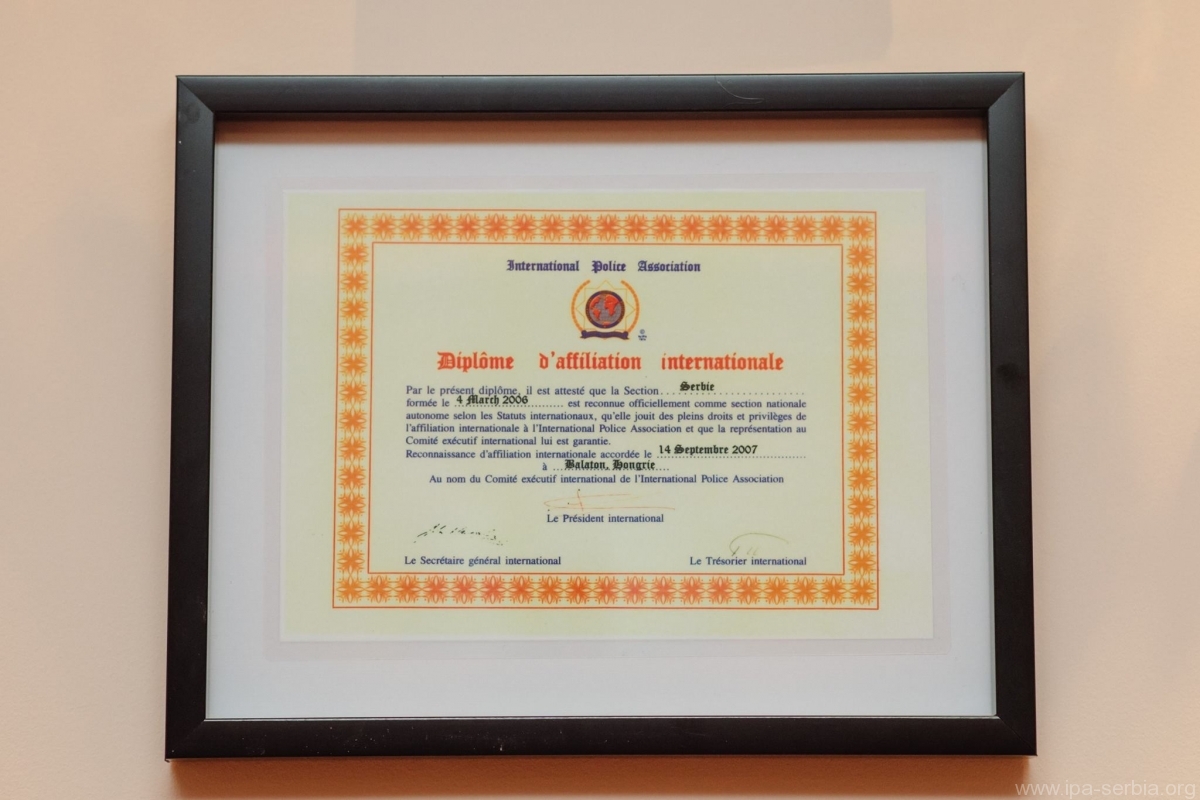 International Police Association
Diplôme d'affiliation internationale
Par le présent diplôme, il est attesté que la Section Serbie
formée le 4 March 2006 est reconnue officiellement comme section nationale
autonome selon les Statuts internationaux, qu'elle jouit des pleins droits et privilèges de
l'affiliation internationale à l'International Police Association et que la représentation au
Comité exécutif international lui est garantie.
Reconnaissance d'affiliation internationale accordée le 14 Septembre 2007
à Balaton, Hongrie
Au nom du Comité exécutif international de l'International Police Association
Le Président international
Le Secrétaire général international Le Trésorier international
www.ipa-serbia.org